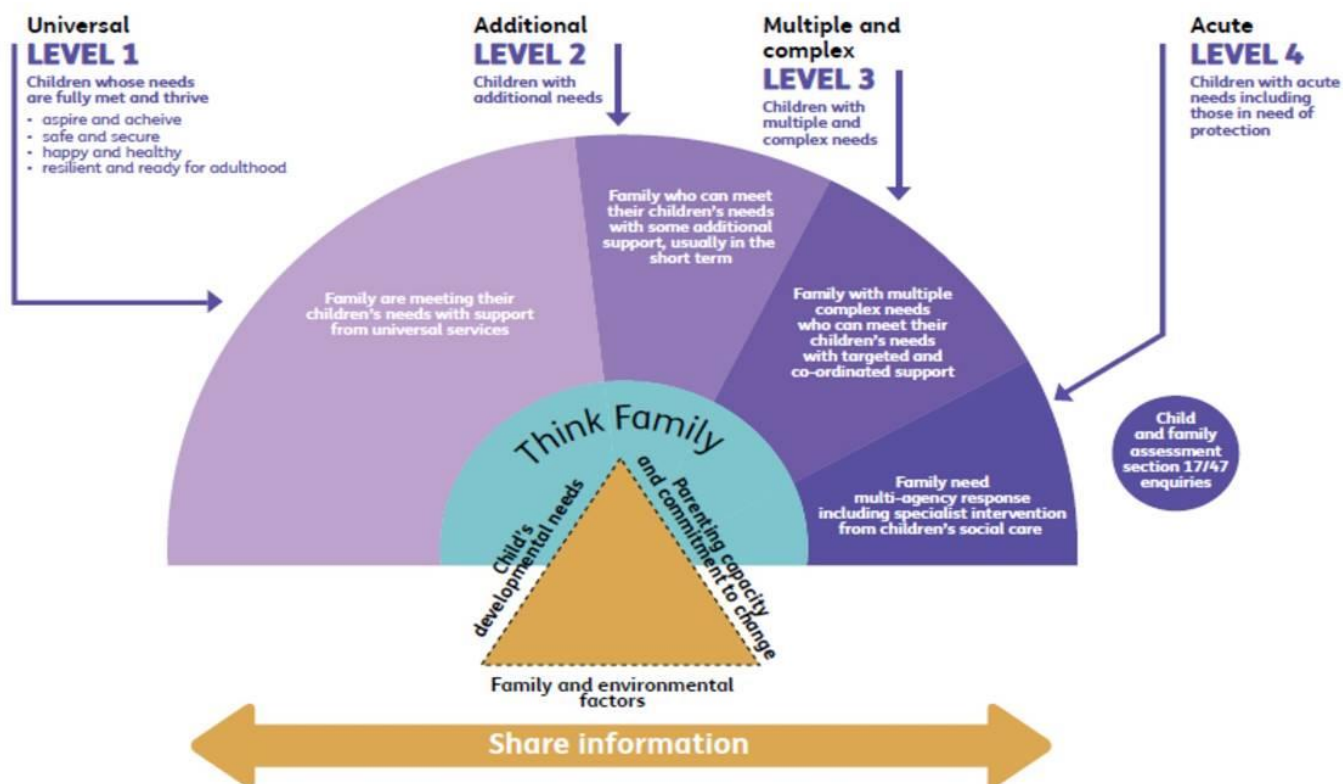 Universal
LEVEL 1
Children whose needs
are fully met and thrive
• aspire and acheive
• safe and secure
• happy and healthy
• resilient and ready for adulthood
Additional
LEVEL 2
Children with
additional needs
Multiple and
complex
LEVEL 3
Children with
multiple and
complex needs
Acute
LEVEL 4
Children with acute
needs including
those in need of
protection
Family are meeting their
children's needs with support
from universal services
Family who can meet
their children's needs
with some additional
support, usually in the
short term
Family with multiple
complex needs
who can meet their
children's needs
with targeted and
co-ordinated support
Family need
multi-agency response
including specialist intervention
from children's social care
Child
and family
assessment
section 17/47
enquiries
Think Family
Child's
developmental needs
Parenting capacity
and commitment to change
Family and environmental
factors
Share information